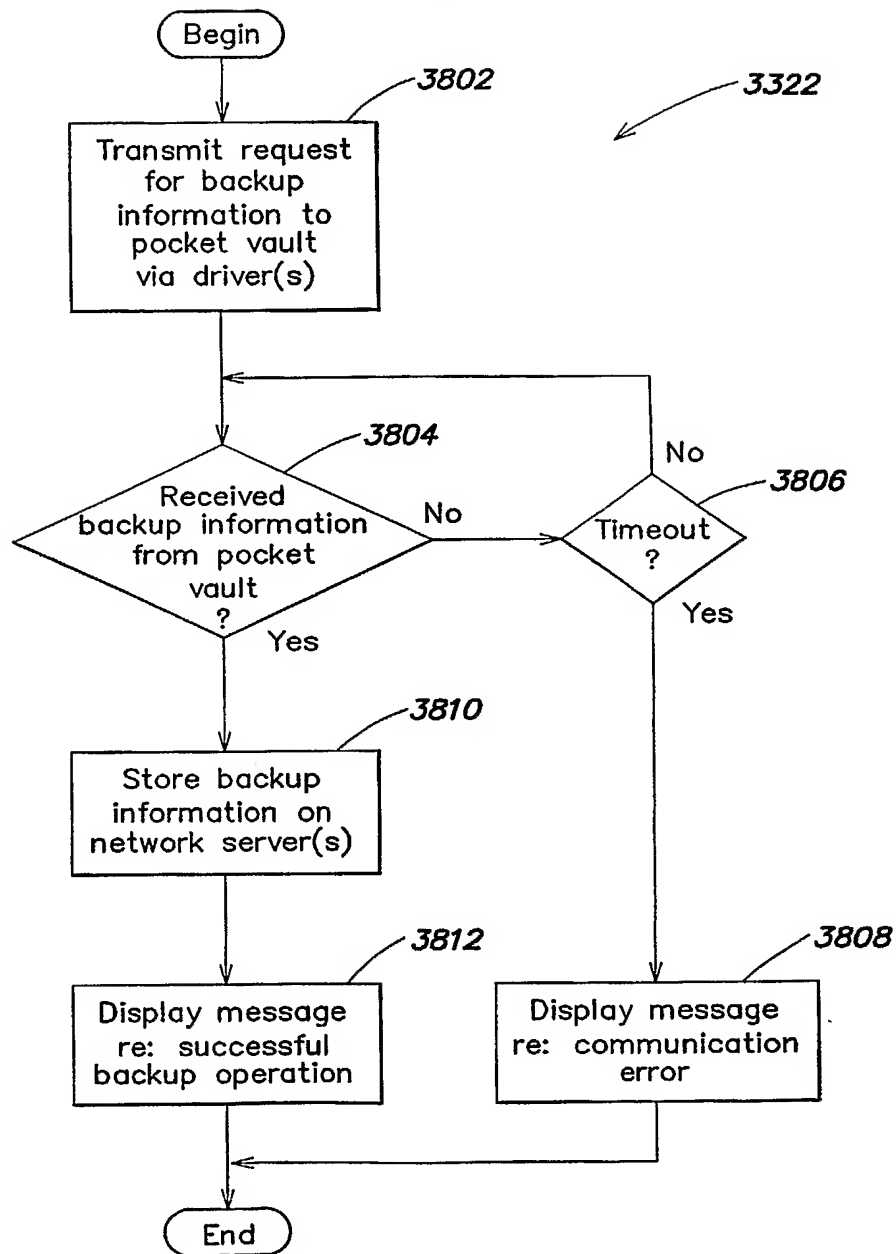 Begin
3802
3322
Transmit request
for backup
information to
pocket vault
via driver(s)
3804
Received
backup information
from pocket
vault
?
No
Yes
No
3806
Timeout
?
Yes
3810
Store backup
information on
network server(s)
3812
Display message
re: successful
backup operation
3808
Display message
re: communication
error
End